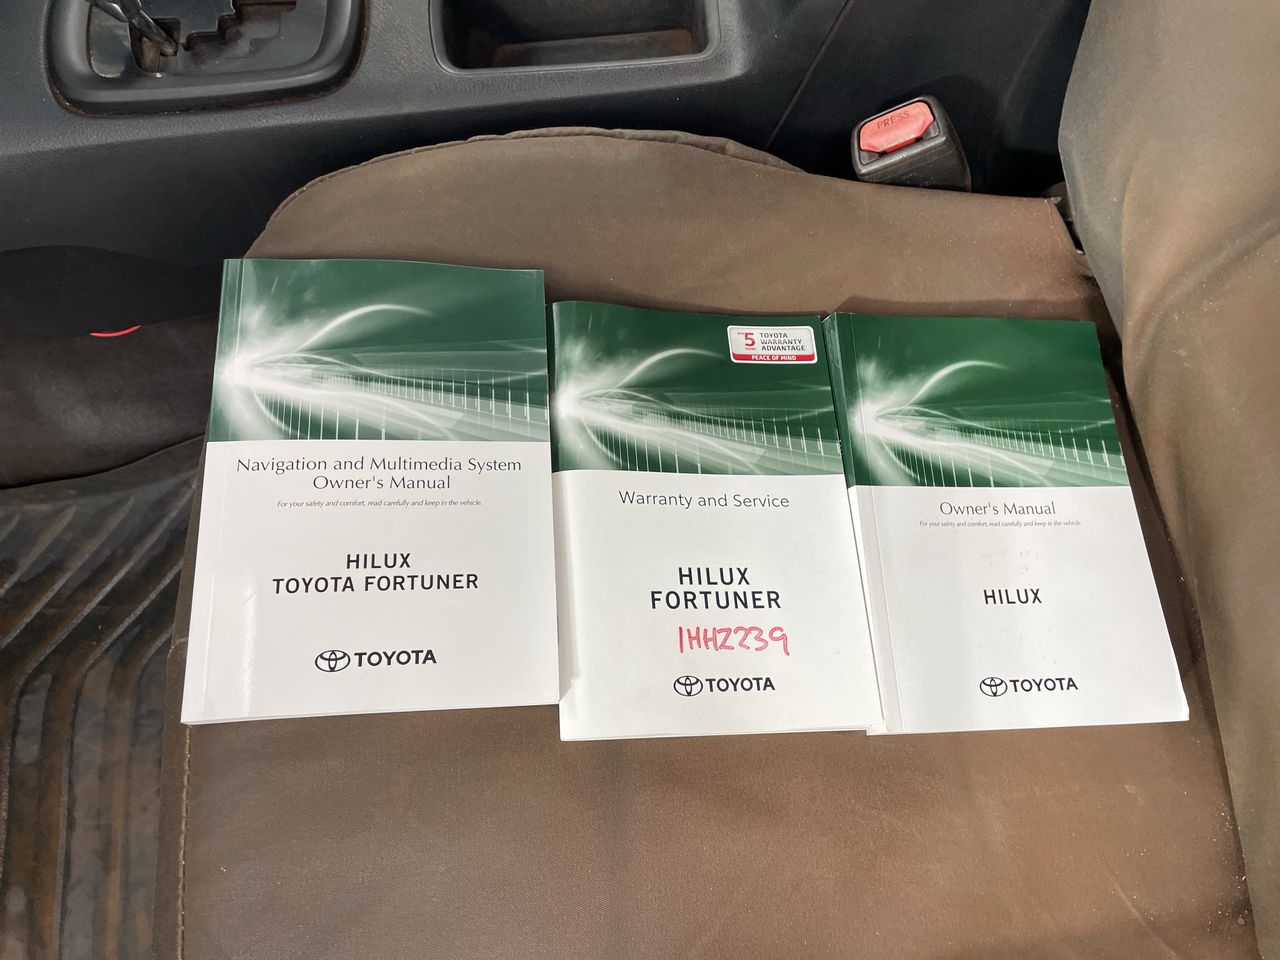 PRESS
Navigation and Multimedia System
Owner's Manual
For your safety and comfort, read carefully and keep in the vehicle.
HILUX
TOYOTA FORTUNER
TOYOTA
5
YEARS
TOYOTA
WARRANTY
ADVANTAGE
PEACE OF MIND
Warranty and Service
HILUX
FORTUNER
1HHZ239
TOYOTA
Owner's Manual
For your safety and comfort, read carefully and keep in the vehicle.
HILUX
TOYOTA